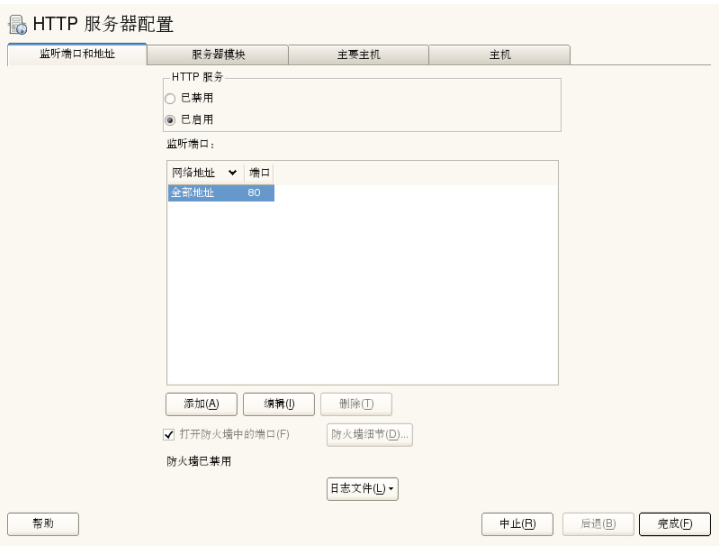 HTTP 服务器配置
监听端口和地址 服务器模块 主要主机 主机
HTTP 服务
已禁用
已启用
监听端口:
网络地址 端口
全部地址 80
添加(A) 编辑(I) 删除(T)
打开防火墙中的端口(F) 防火墙细节(D)...
防火墙已禁用
日志文件(L)
帮助 中止(R) 后退(B) 完成(F)